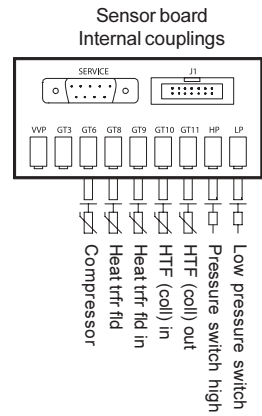 Sensor board
Internal couplings
SERVICE
J1
VVP GT3 GT6 GT8 GT9 GT10 GT11 HP LP
Compressor
Heat trfr fld
Heat trfr fld in
HTF (coll) in
HTF (coll) out
Pressure switch high
Low pressure switch